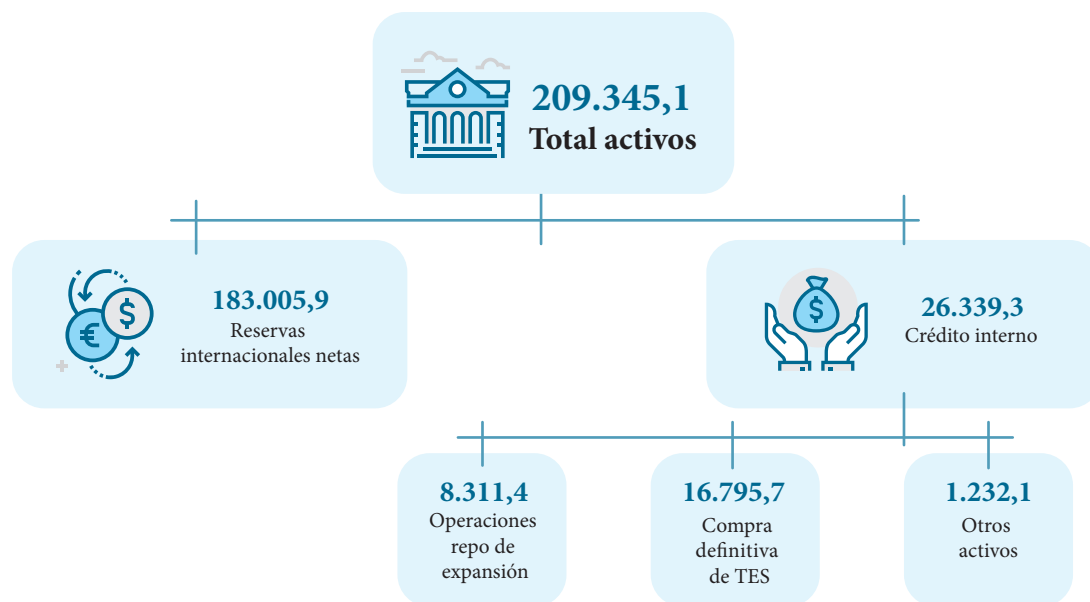 209.345,1
Total activos
183.005,9
Reservas
internacionales netas
26.339,3
Crédito interno
8.311,4
Operaciones
repo de
expansión
16.795,7
Compra
definitiva
de TES
1.232,1
Otros
activos